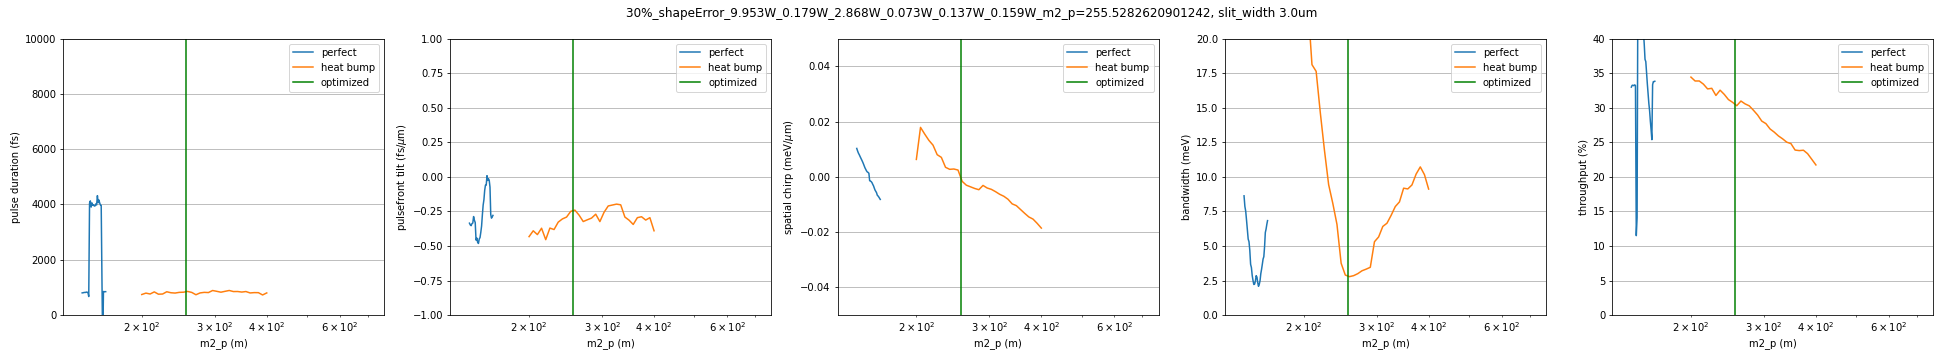 30%_shapeError_9.953W_0.179W_2.868W_0.073W_0.137W_0.159W_m2_p=255.5282620901242, slit_width 3.0um
pulse duration (fs)
10000
8000
6000
4000
2000
0
perfect
heat bump
optimized
2 × 10²
3 × 10²
4 × 10²
6 × 10²
m2_p (m)
pulsefront tilt (fs/μm)
1.00
0.75
0.50
0.25
0.00
−0.25
−0.50
−0.75
−1.00
perfect
heat bump
optimized
2 × 10²
3 × 10²
4 × 10²
6 × 10²
m2_p (m)
spatial chirp (meV/μm)
0.04
0.02
0.00
−0.02
−0.04
perfect
heat bump
optimized
2 × 10²
3 × 10²
4 × 10²
6 × 10²
m2_p (m)
bandwidth (meV)
20.0
17.5
15.0
12.5
10.0
7.5
5.0
2.5
0.0
perfect
heat bump
optimized
2 × 10²
3 × 10²
4 × 10²
6 × 10²
m2_p (m)
throughput (%)
40
35
30
25
20
15
10
5
0
perfect
heat bump
optimized
2 × 10²
3 × 10²
4 × 10²
6 × 10²
m2_p (m)